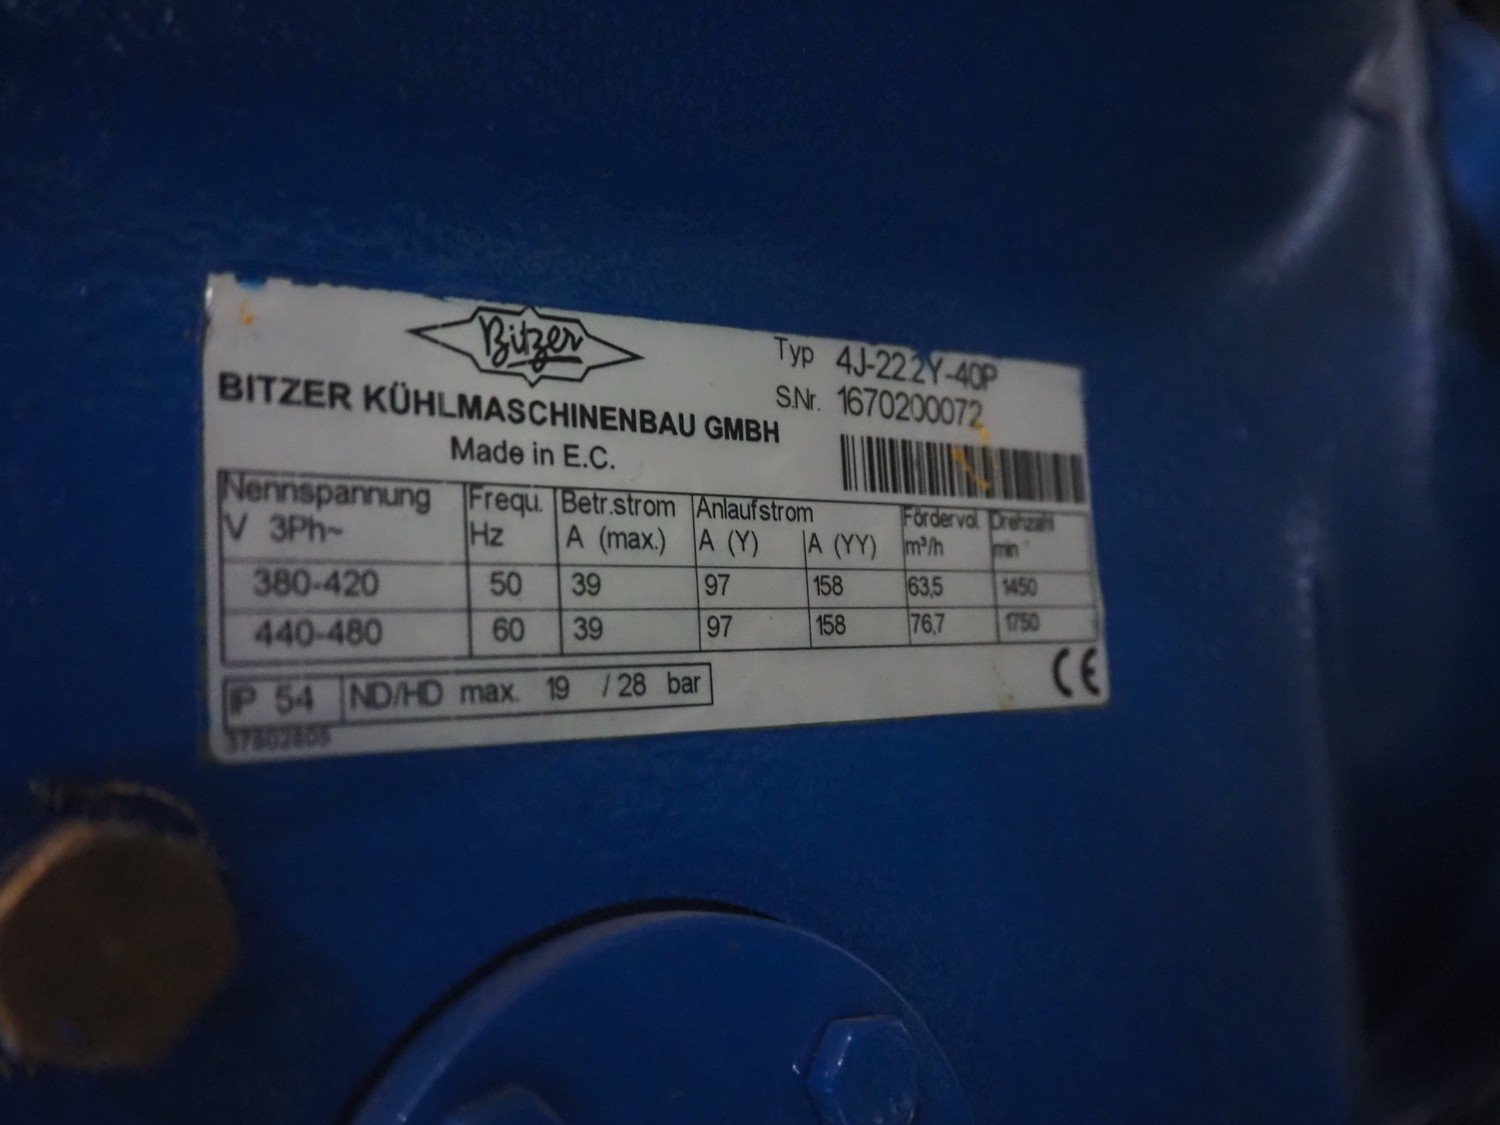 Bitzer
BITZER KÜHLMASCHINENBAU GMBH
Made in E.C.
Typ 4J-22.2Y-40P
S.Nr. 1670200072
Nennspannung Frequ. Betr.strom Anlaufstrom Fördervol. Drehzahl
V 3Ph~ Hz A (max.) A (Y) A (YY) m³/h min
380-420 50 39 97 158 63,5 1450
440-480 60 39 97 158 76,7 1750
IP 54 ND/HD max. 19 / 28 bar
CE